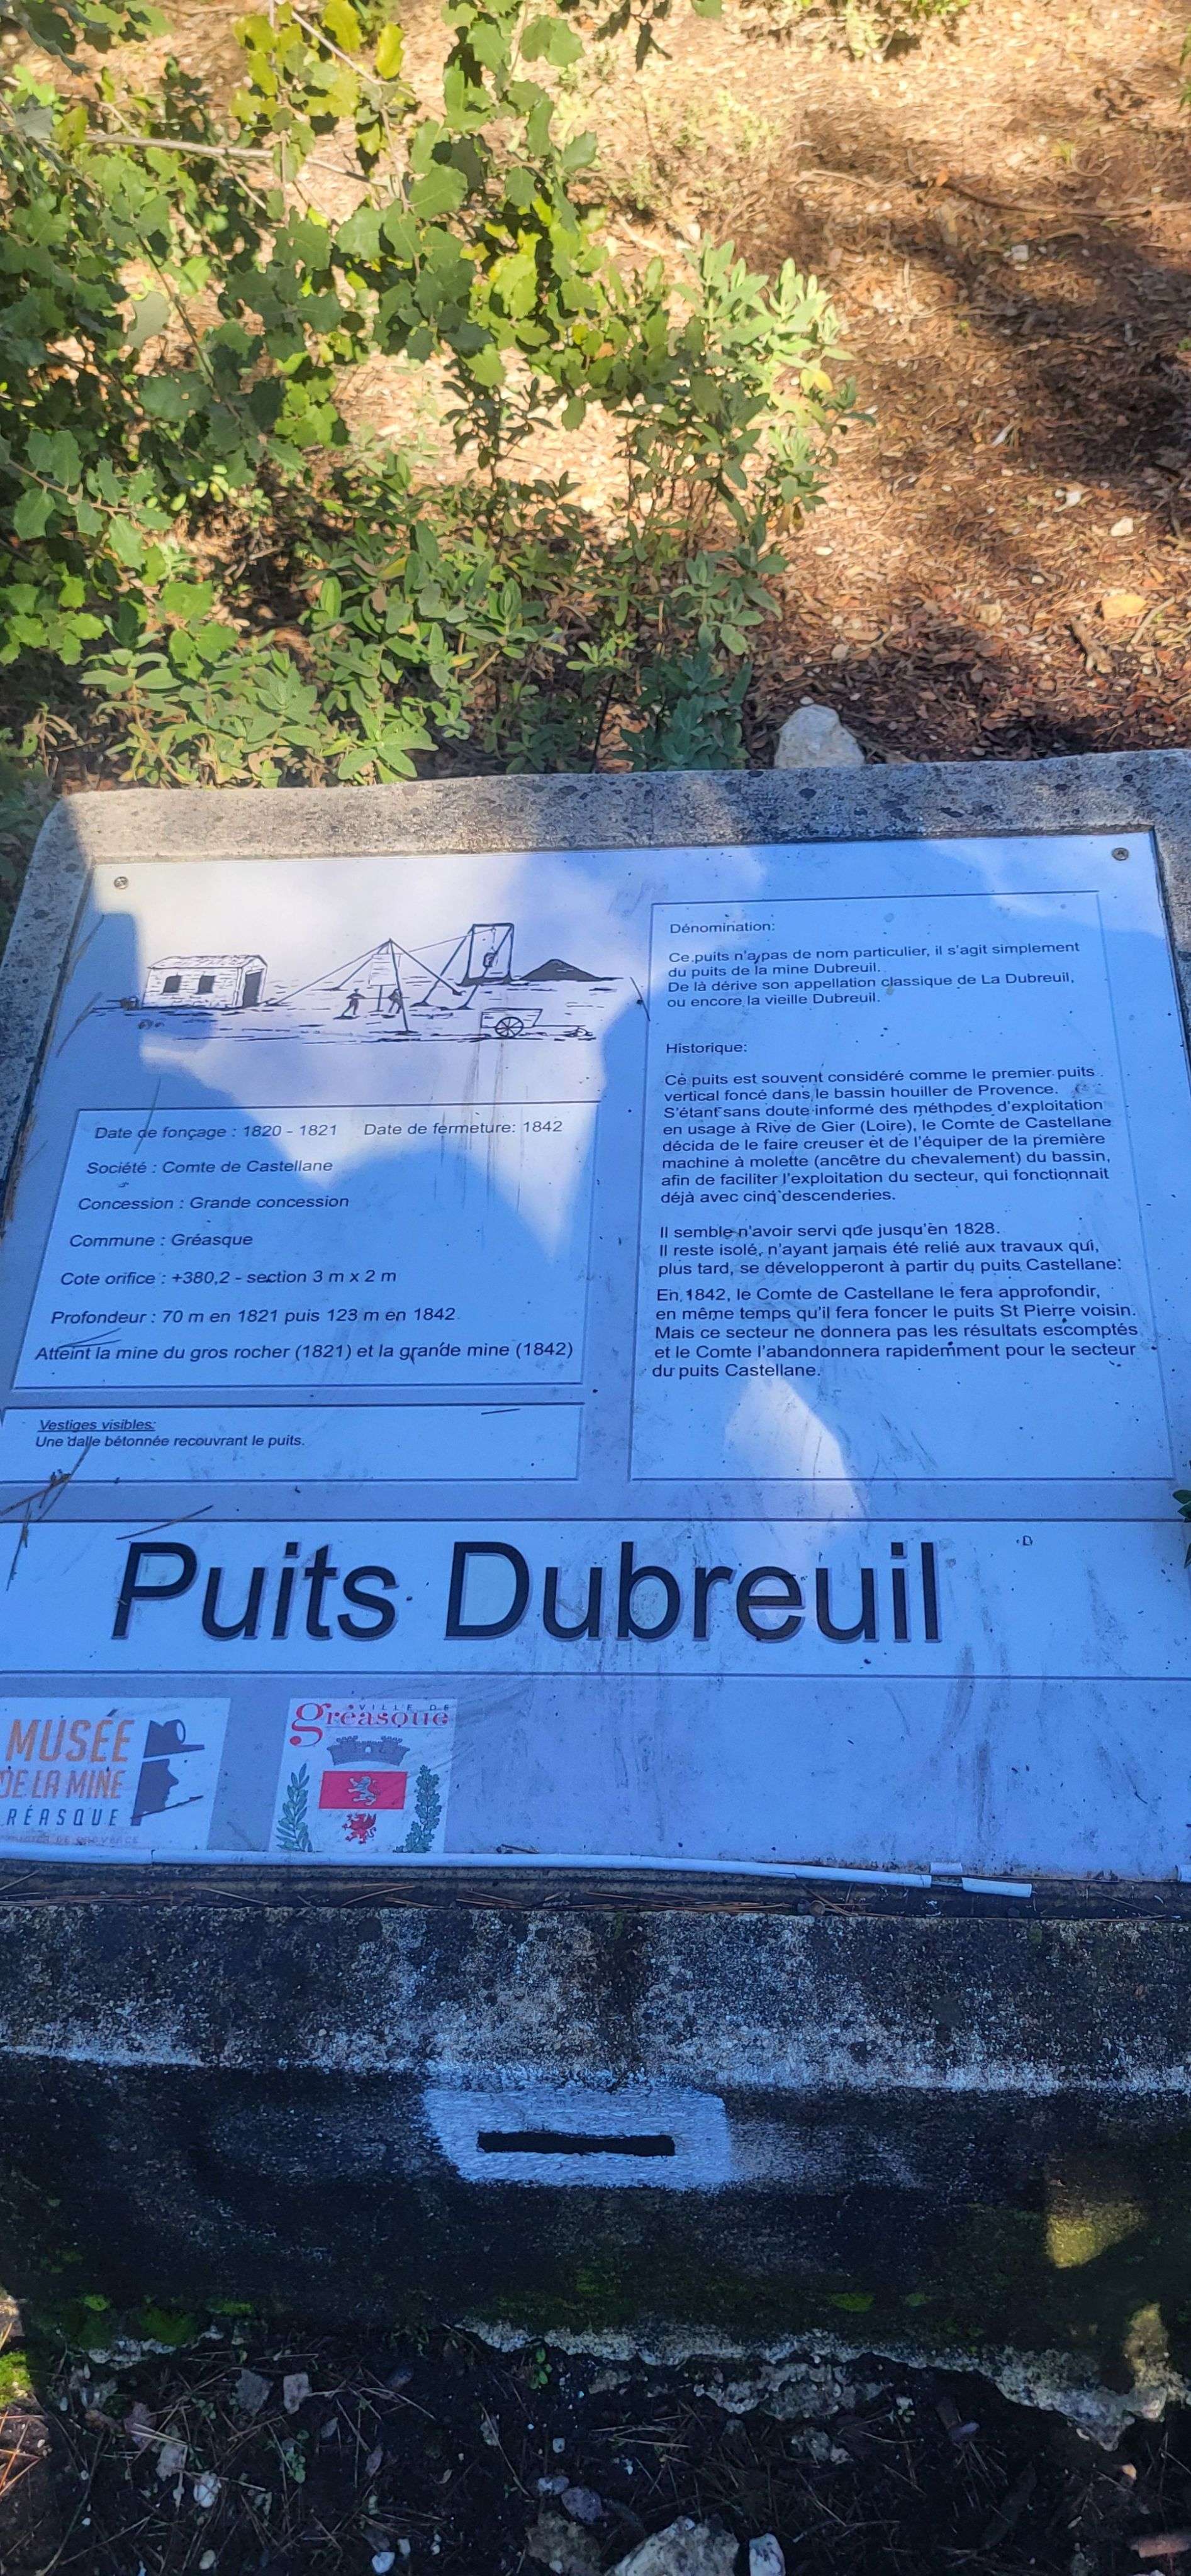 Dénomination:
Ce puits n'a pas de nom particulier, il s'agit simplement
du puits de la mine Dubreuil.
De là dérive son appellation classique de La Dubreuil,
ou encore la vieille Dubreuil.
Historique:
Ce puits est souvent considéré comme le premier puits
vertical foncé dans le bassin houiller de Provence.
S'étant sans doute informé des méthodes d'exploitation
en usage à Rive de Gier (Loire), le Comte de Castellane
décida de le faire creuser et de l'équiper de la première
machine à molette (ancêtre du chevalement) du bassin,
afin de faciliter l'exploitation du secteur, qui fonctionnait
déjà avec cinq descenderies.
Il semble n'avoir servi que jusqu'en 1828.
Il reste isolé, n'ayant jamais été relié aux travaux qui,
plus tard, se développeront à partir du puits Castellane:
En 1842, le Comte de Castellane le fera approfondir,
en même temps qu'il fera foncer le puits St Pierre voisin.
Mais ce secteur ne donnera pas les résultats escomptés
et le Comte l'abandonnera rapidemment pour le secteur
du puits Castellane.
Date de fonçage : 1820 - 1821 Date de fermeture: 1842
Société : Comte de Castellane
Concession : Grande concession
Commune : Gréasque
Cote orifice : +380,2 - section 3 m x 2 m
Profondeur : 70 m en 1821 puis 123 m en 1842
Atteint la mine du gros rocher (1821) et la grande mine (1842)
Vestiges visibles:
Une dalle bétonnée recouvrant le puits.
Puits Dubreuil
MUSÉE
DE LA MINE
RÉASQUE
VILLE DE
gréasque